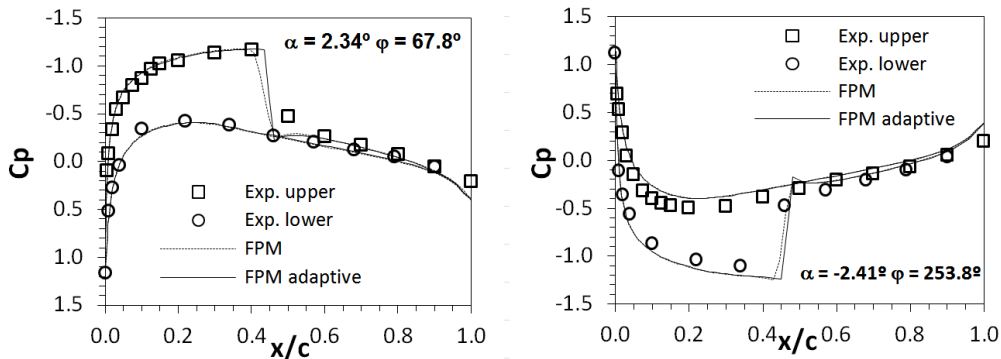 -1.5
-1.0
-0.5
0.0
0.5
1.0
1.5
Cp
α = 2.34º φ = 67.8º
Exp. upper
Exp. lower
FPM
FPM adaptive
0.0 0.2 0.4 0.6 0.8 1.0
x/c
1.5
1.0
0.5
0.0
-0.5
-1.0
-1.5
Cp
Exp. upper
Exp. lower
FPM
FPM adaptive
α = -2.41º φ = 253.8º
0.0 0.2 0.4 0.6 0.8 1.0
x/c